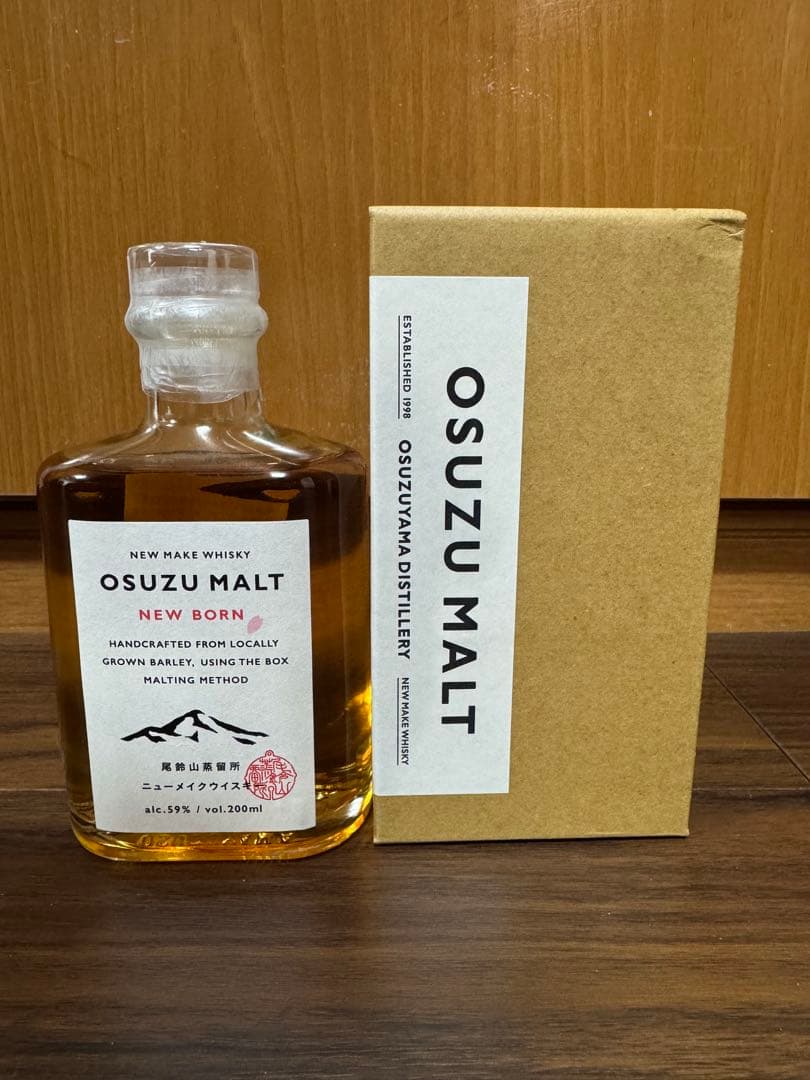 NEW MAKE WHISKY
OSUZU MALT
NEW BORN
HANDCRAFTED FROM LOCALLY
GROWN BARLEY, USING THE BOX
MALTING METHOD
尾鈴山蒸留所
ニューメイクウイスキー
alc.59% / vol.200ml
OSUZU MALT
ESTABLISHED 1998
OSUZUYAMA DISTILLERY
NEW MAKE WHISKY